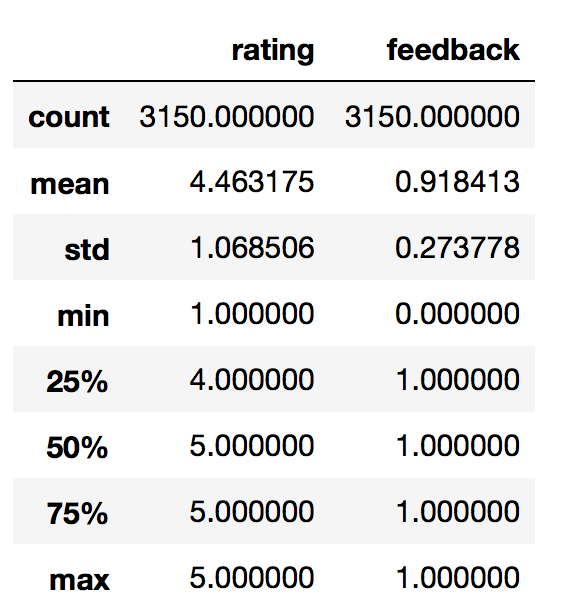 rating feedback
count 3150.000000 3150.000000
mean 4.463175 0.918413
std 1.068506 0.273778
min 1.000000 0.000000
25% 4.000000 1.000000
50% 5.000000 1.000000
75% 5.000000 1.000000
max 5.000000 1.000000